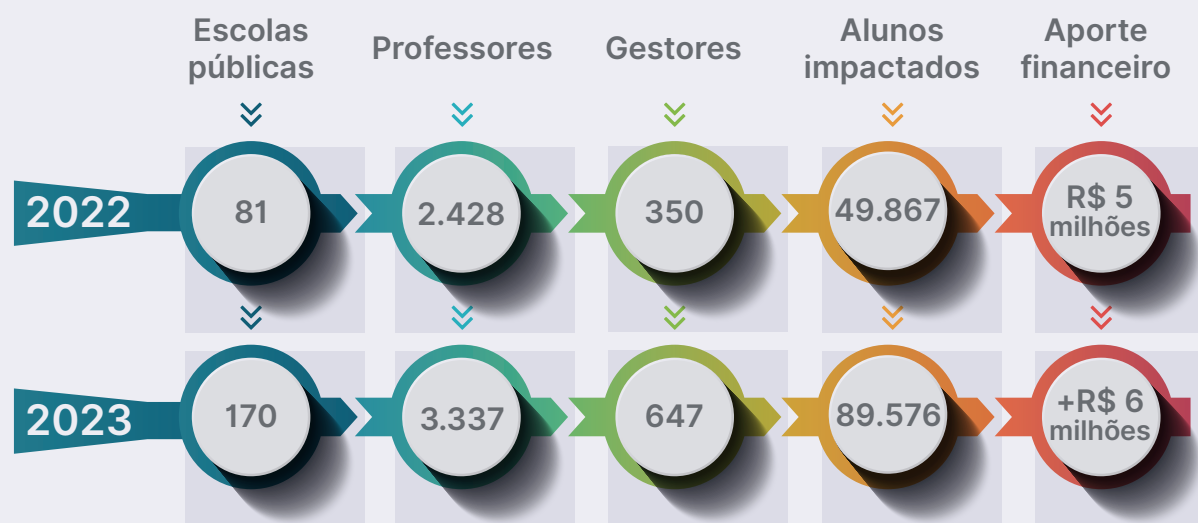 Escolas
públicas
Professores
Gestores
Alunos
impactados
Aporte
financeiro
2022
81
2.428
350
49.867
R$ 5
milhões
2023
170
3.337
647
89.576
+R$ 6
milhões